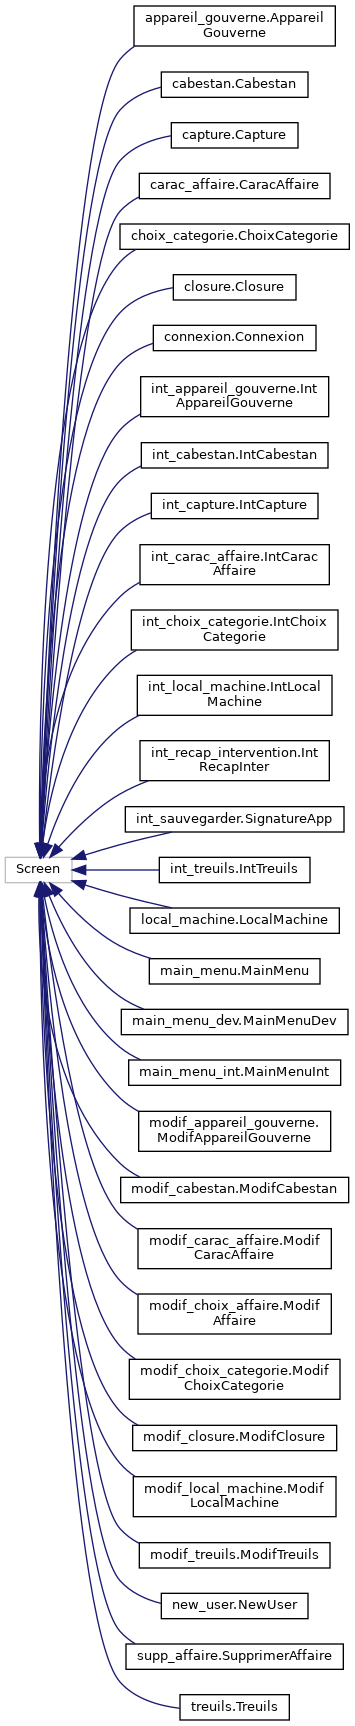 appareil_gouverne.Appareil
Gouverne
cabestan.Cabestan
capture.Capture
carac_affaire.CaracAffaire
choix_categorie.ChoixCategorie
closure.Closure
connexion.Connexion
int_appareil_gouverne.Int
AppareilGouverne
int_cabestan.IntCabestan
int_capture.IntCapture
int_carac_affaire.IntCarac
Affaire
int_choix_categorie.IntChoix
Categorie
int_local_machine.IntLocal
Machine
int_recap_intervention.Int
RecapInter
int_sauvegarder.SignatureApp
Screen
int_treuils.IntTreuils
local_machine.LocalMachine
main_menu.MainMenu
main_menu_dev.MainMenuDev
main_menu_int.MainMenuInt
modif_appareil_gouverne.
ModifAppareilGouverne
modif_cabestan.ModifCabestan
modif_carac_affaire.Modif
CaracAffaire
modif_choix_affaire.Modif
Affaire
modif_choix_categorie.Modif
ChoixCategorie
modif_closure.ModifClosure
modif_local_machine.Modif
LocalMachine
modif_treuils.ModifTreuils
new_user.NewUser
supp_affaire.SupprimerAffaire
treuils.Treuils